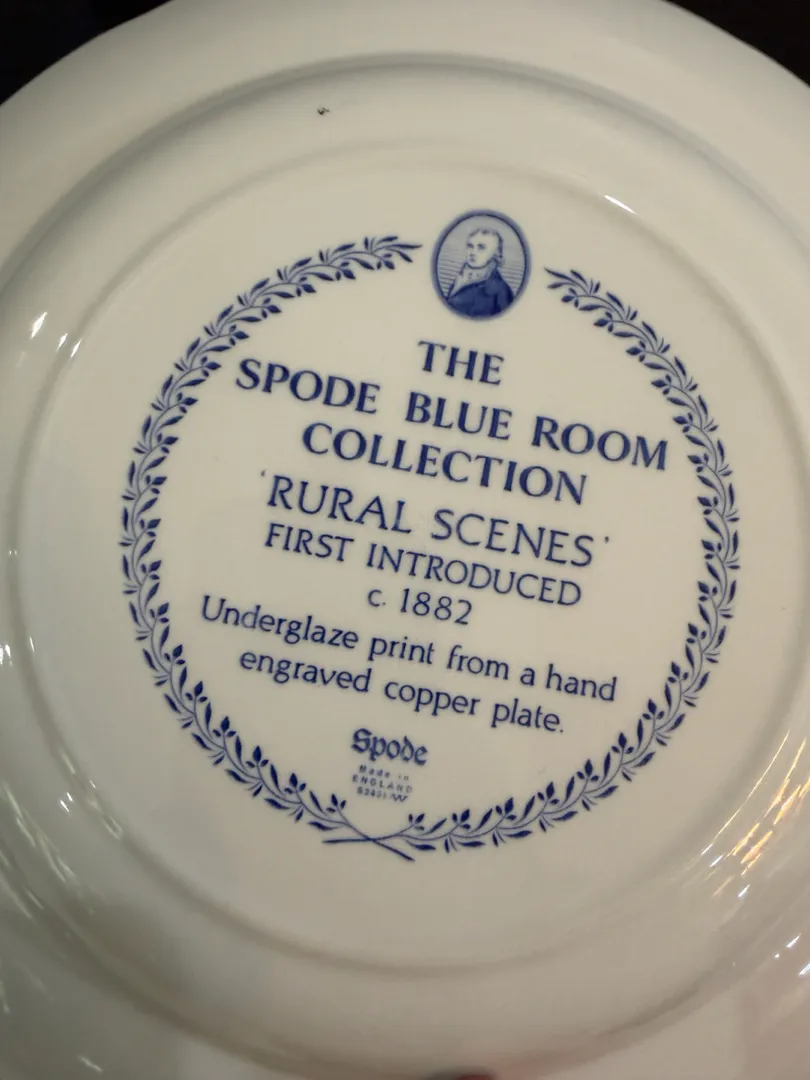 THE
SPODE BLUE ROOM
COLLECTION
'RURAL SCENES'
FIRST INTRODUCED
c. 1882
Underglaze print from a hand
engraved copper plate.
Spode
Made in
ENGLAND